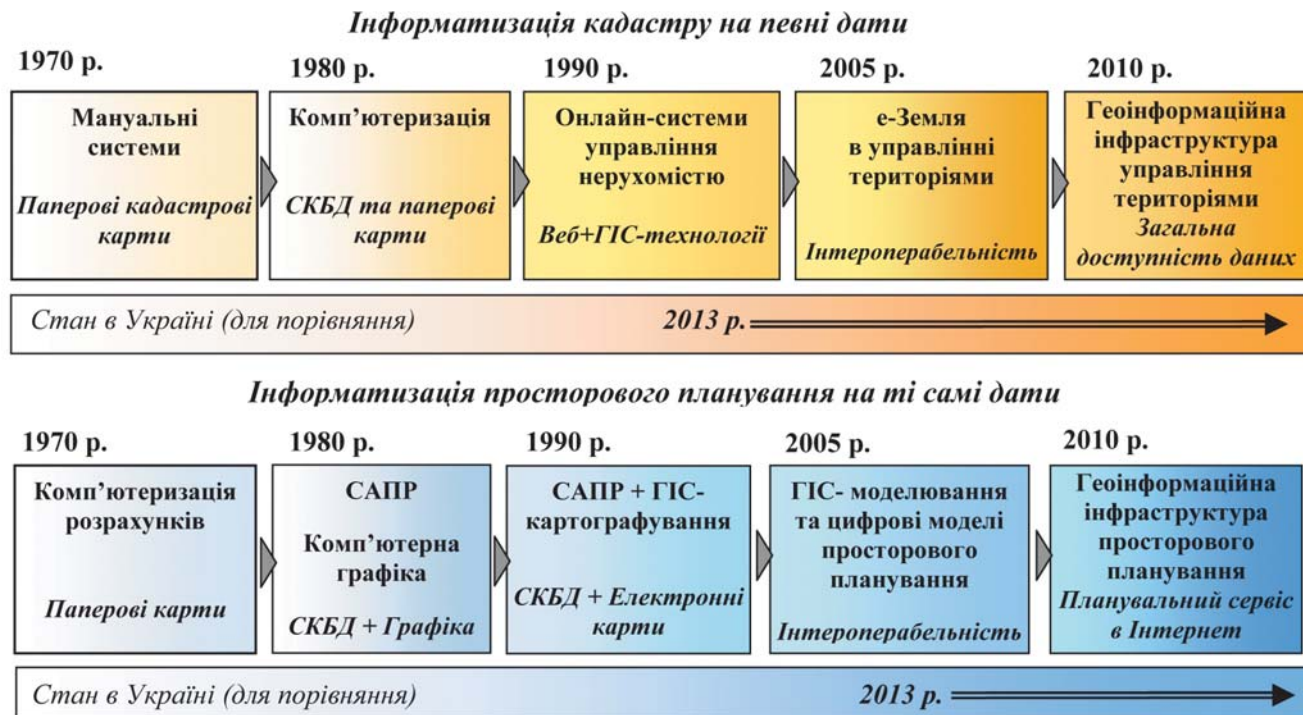 Інформатизація кадастру на певні дати
1970 р.
1980 р.
1990 р.
2005 р.
2010 р.
Мануальні
системи
Паперові кадастрові
карти
Комп’ютеризація
СКБД та паперові
карти
Онлайн-системи
управління
нерухомістю
Веб+ГІС-технології
е-Земля
в управлінні
територіями
Інтероперабельність
Геоінформаційна
інфраструктура
управління
територіями
Загальна
доступність даних
Стан в Україні (для порівняння)
2013 р.
Інформатизація просторового планування на ті самі дати
1970 р.
1980 р.
1990 р.
2005 р.
2010 р.
Комп’ютеризація
розрахунків
Паперові карти
САПР
Комп’ютерна
графіка
СКБД + Графіка
САПР + ГІС-
картографування
СКБД + Електронні
карти
ГІС- моделювання
та цифрові моделі
просторового
планування
Інтероперабельність
Геоінформаційна
інфраструктура
просторового
планування
Планувальний сервіс
в Інтернет
Стан в Україні (для порівняння)
2013 р.